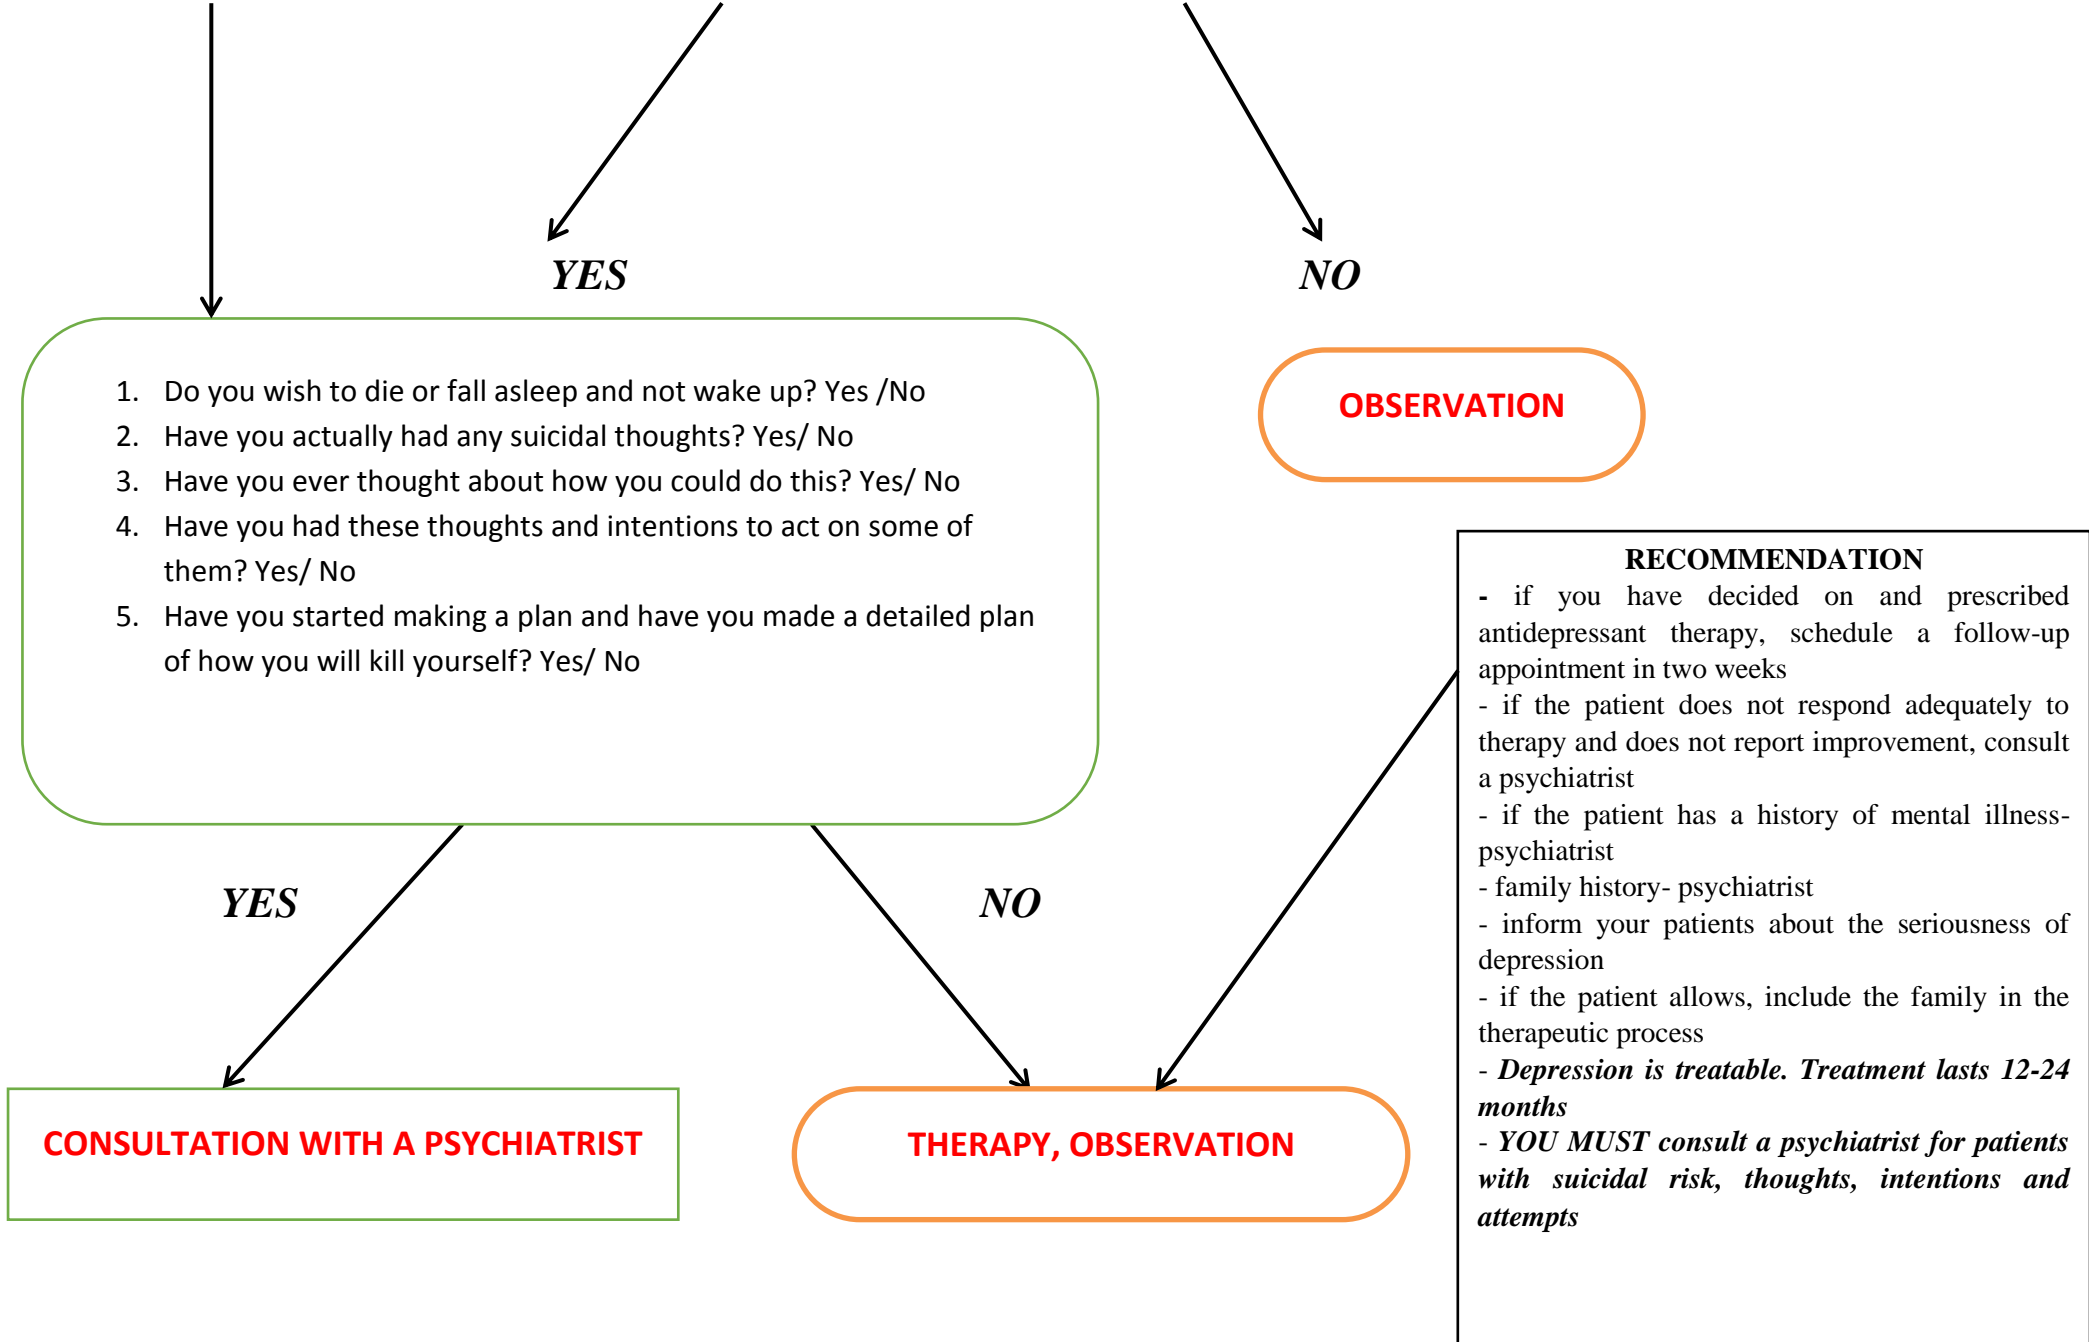 YES
NO
1. Do you wish to die or fall asleep and not wake up? Yes /No
2. Have you actually had any suicidal thoughts? Yes/ No
3. Have you ever thought about how you could do this? Yes/ No
4. Have you had these thoughts and intentions to act on some of
them? Yes/ No
5. Have you started making a plan and have you made a detailed plan
of how you will kill yourself? Yes/ No
OBSERVATION
RECOMMENDATION
- if you have decided on and prescribed
antidepressant therapy, schedule a follow-up
appointment in two weeks
- if the patient does not respond adequately to
therapy and does not report improvement, consult
a psychiatrist
- if the patient has a history of mental illness-
psychiatrist
- family history- psychiatrist
- inform your patients about the seriousness of
depression
- if the patient allows, include the family in the
therapeutic process
- Depression is treatable. Treatment lasts 12-24
months
- YOU MUST consult a psychiatrist for patients
with suicidal risk, thoughts, intentions and
attempts
YES
NO
CONSULTATION WITH A PSYCHIATRIST
THERAPY, OBSERVATION